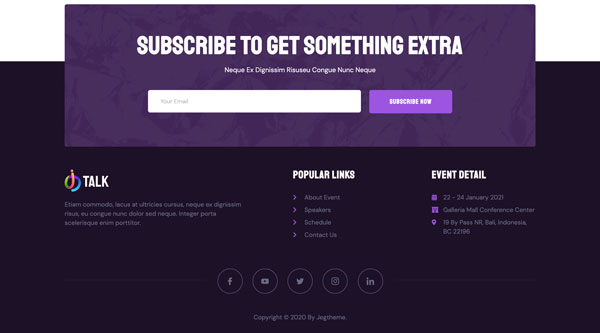 SUBSCRIBE TO GET SOMETHING EXTRA
Neque Ex Dignissim Risuseu Congue Nunc Neque
Your Email
SUBSCRIBE NOW
TALK
Etiam commodo, lacus at ultricies cursus, neque ex dignissim
risus, eu congue nunc dolor sed neque. Integer porta
scelerisque enim porttitor.
POPULAR LINKS
About Event
Speakers
Schedule
Contact Us
EVENT DETAIL
22 - 24 January 2021
Galleria Mall Conference Center
19 By Pass NR, Bali, Indonesia,
BC 22196
Copyright © 2020 By Jegtheme.